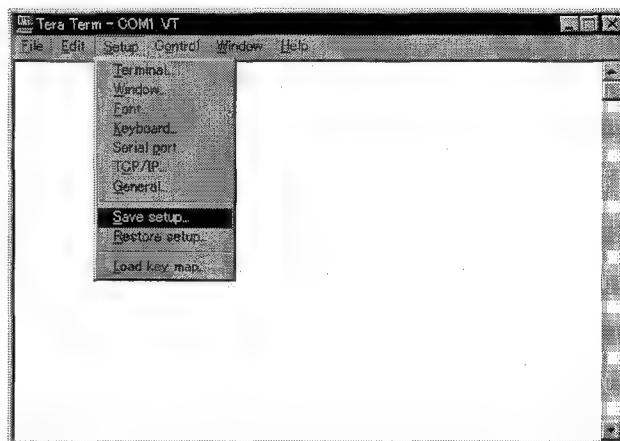 Tera Term - COM1 VT
File Edit Setup Control Window Help
Terminal...
Window...
Font...
Keyboard...
Serial port...
TCP/IP...
General...
Save setup...
Restore setup...
Load key map...